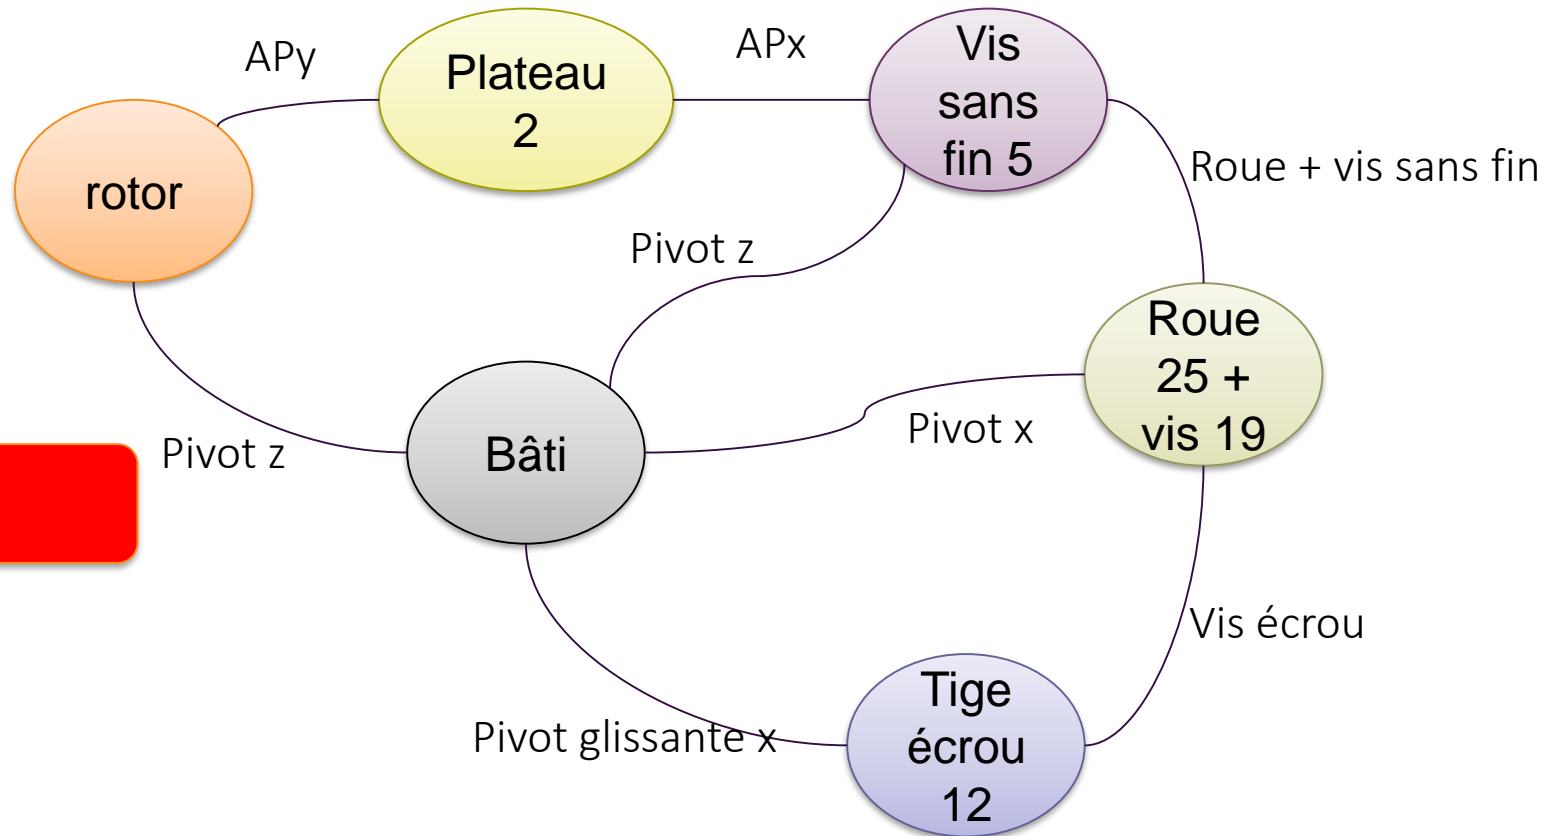 APy
Plateau
2
APx
Vis
sans
fin 5
rotor
Roue + vis sans fin
Pivot z
Roue
25 +
vis 19
Pivot x
Pivot z
Bâti
Vis écrou
Tige
écrou
12
Pivot glissante x